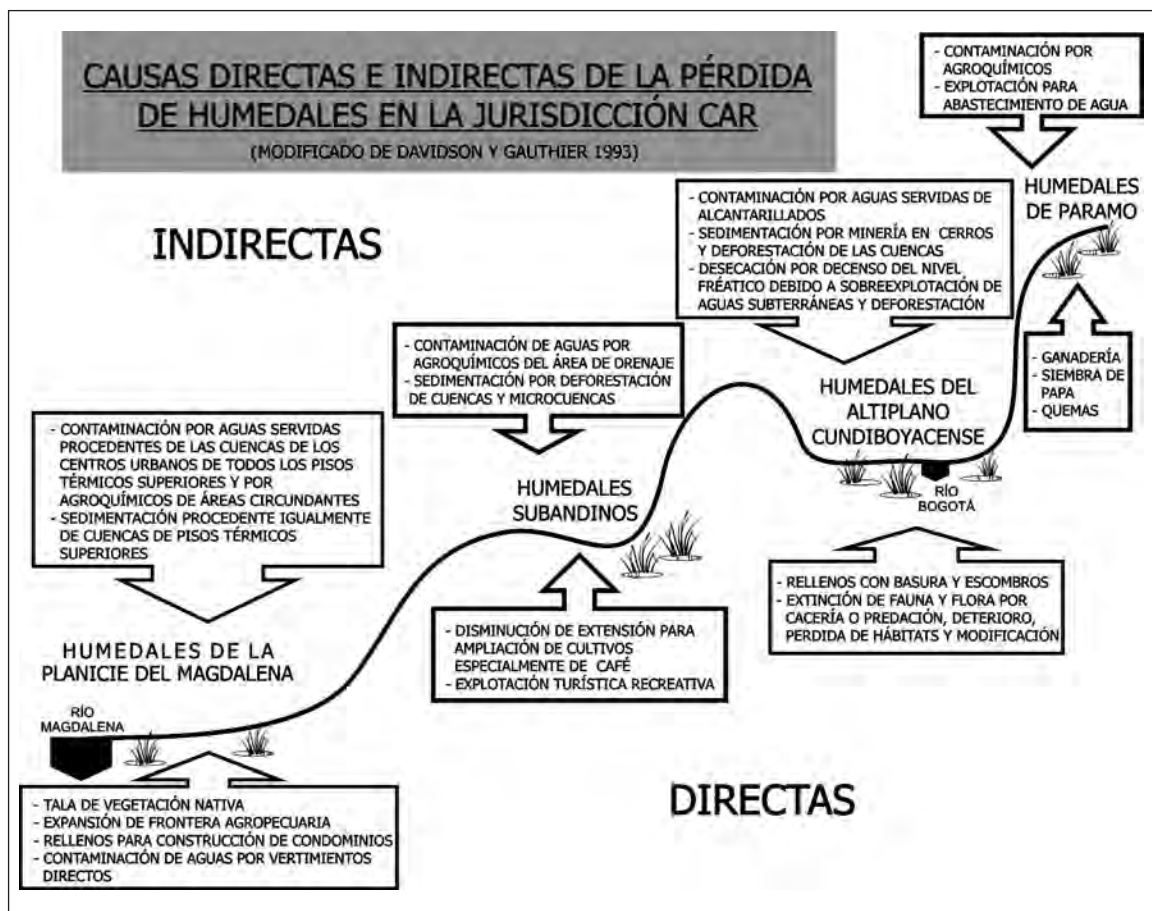 CAUSAS DIRECTAS E INDIRECTAS DE LA PÉRDIDA
DE HUMEDALES EN LA JURISDICCIÓN CAR
(MODIFICADO DE DAVIDSON Y GAUTHIER 1993)
- CONTAMINACIÓN POR
AGROQUÍMICOS
- EXPLOTACIÓN PARA
ABASTECIMIENTO DE AGUA
HUMEDALES
DE PARAMO
INDIRECTAS
- CONTAMINACIÓN POR AGUAS SERVIDAS DE
ALCANTARILLADOS
- SEDIMENTACIÓN POR MINERÍA EN CERROS
Y DEFORESTACIÓN DE LAS CUENCAS
- DESECACIÓN POR DECENSO DEL NIVEL
FRÉATICO DEBIDO A SOBREEXPLOTACIÓN DE
AGUAS SUBTERRÁNEAS Y DEFORESTACIÓN
- GANADERÍA
- SIEMBRA DE
PAPA
- QUEMAS
- CONTAMINACIÓN DE AGUAS POR
AGROQUÍMICOS DEL ÁREA DE DRENAJE
- SEDIMENTACIÓN POR DEFORESTACIÓN
DE CUENCAS Y MICROCUENCAS
HUMEDALES DEL
ALTIPLANO
CUNDIBOYACENSE
RÍO
BOGOTÁ
- CONTAMINACIÓN POR AGUAS SERVIDAS
PROCEDENTES DE LAS CUENCAS DE LOS
CENTROS URBANOS DE TODOS LOS PISOS
TÉRMICOS SUPERIORES Y POR
AGROQUÍMICOS DE ÁREAS CIRCUNDANTES
- SEDIMENTACIÓN PROCEDENTE IGUALMENTE
DE CUENCAS DE PISOS TÉRMICOS
SUPERIORES
HUMEDALES
SUBANDINOS
- RELLENOS CON BASURA Y ESCOMBROS
- EXTINCIÓN DE FAUNA Y FLORA POR
CACERÍA O PREDACIÓN, DETERIORO,
PERDIDA DE HÁBITATS Y MODIFICACIÓN
- DISMINUCIÓN DE EXTENSIÓN PARA
AMPLIACIÓN DE CULTIVOS
ESPECIALMENTE DE CAFÉ
- EXPLOTACIÓN TURÍSTICA RECREATIVA
HUMEDALES DE LA
PLANICIE DEL MAGDALENA
RÍO
MAGDALENA
- TALA DE VEGETACIÓN NATIVA
- EXPANSIÓN DE FRONTERA AGROPECUARIA
- RELLENOS PARA CONSTRUCCIÓN DE CONDOMINIOS
- CONTAMINACIÓN DE AGUAS POR VERTIMIENTOS
DIRECTOS
DIRECTAS